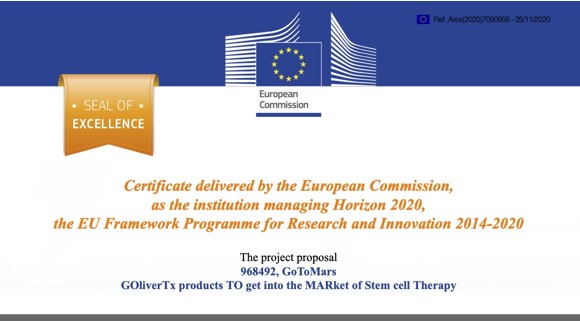 Ref. Ares(2020)7090956 - 25/11/2020
European
Commission
SEAL OF
EXCELLENCE
Certificate delivered by the European Commission,
as the institution managing Horizon 2020,
the EU Framework Programme for Research and Innovation 2014-2020
The project proposal
968492, GoToMars
GOliverTx products TO get into the MARket of Stem cell Therapy